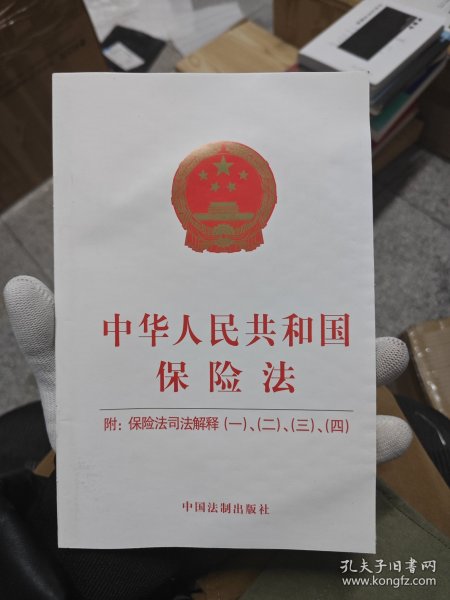 中华人民共和国
保险法
附：保险法司法解释（一）、（二）、（三）、（四）
中国法制出版社
孔夫子旧书网
www.kongfz.com